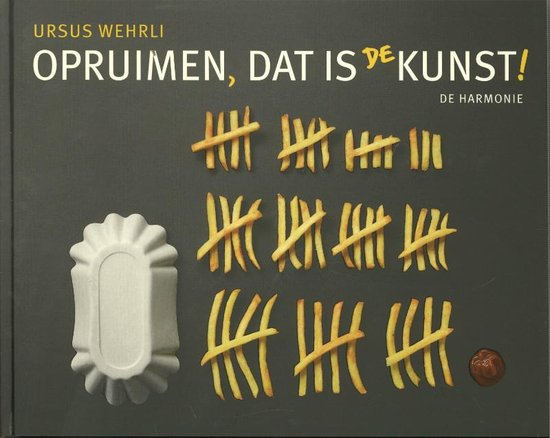 URSUS WEHRLI
OPRUIMEN, DAT IS DE KUNST!
DE HARMONIE